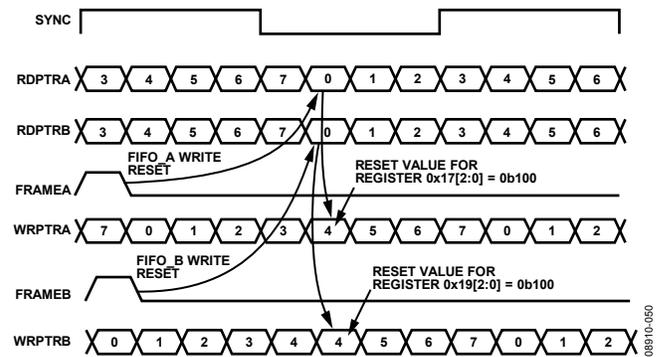 SYNC
RDPTRA 3 4 5 6 7 0 1 2 3 4 5 6
RDPTRB 3 4 5 6 7 0 1 2 3 4 5 6
FIFO_A WRITE
RESET
RESET VALUE FOR
REGISTER 0x17[2:0] = 0b100
FRAMEA
WRPTRA 7 0 1 2 3 4 5 6 7 0 1 2
FIFO_B WRITE
RESET
RESET VALUE FOR
REGISTER 0x19[2:0] = 0b100
FRAMEB
WRPTRB 0 1 2 3 4 4 5 6 7 0 1 2
08910-050